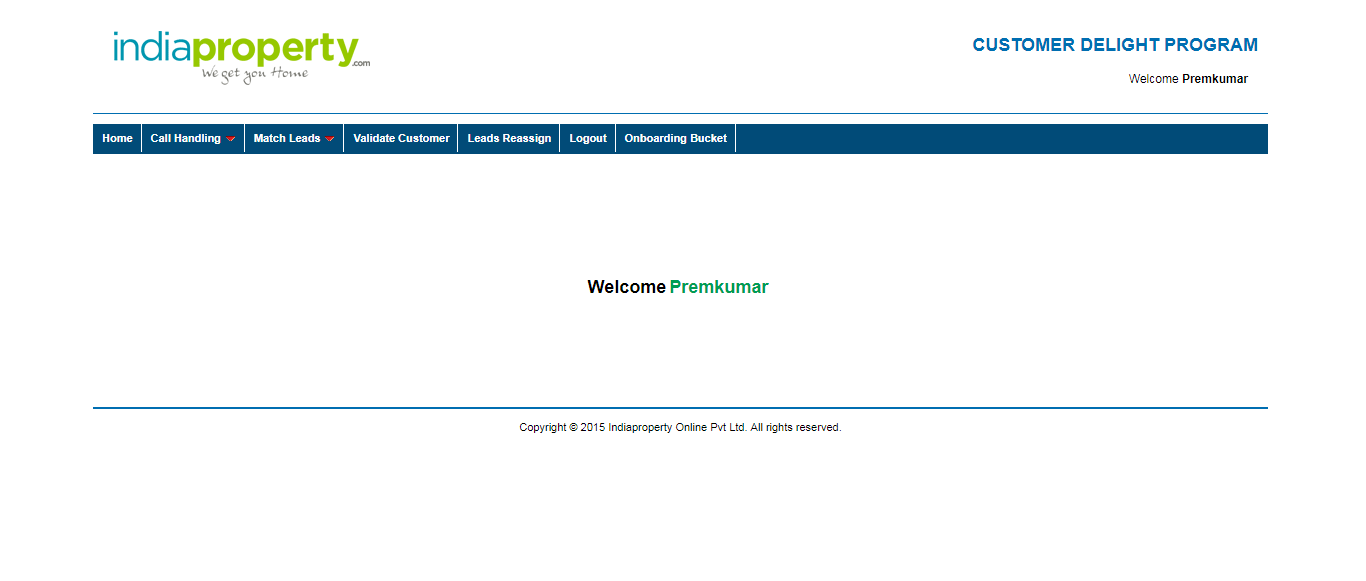 indiaproperty.com
We get you Home
CUSTOMER DELIGHT PROGRAM
Welcome Premkumar
Home Call Handling Match Leads Validate Customer Leads Reassign Logout Onboarding Bucket
Welcome Premkumar
Copyright © 2015 Indiaproperty Online Pvt Ltd. All rights reserved.